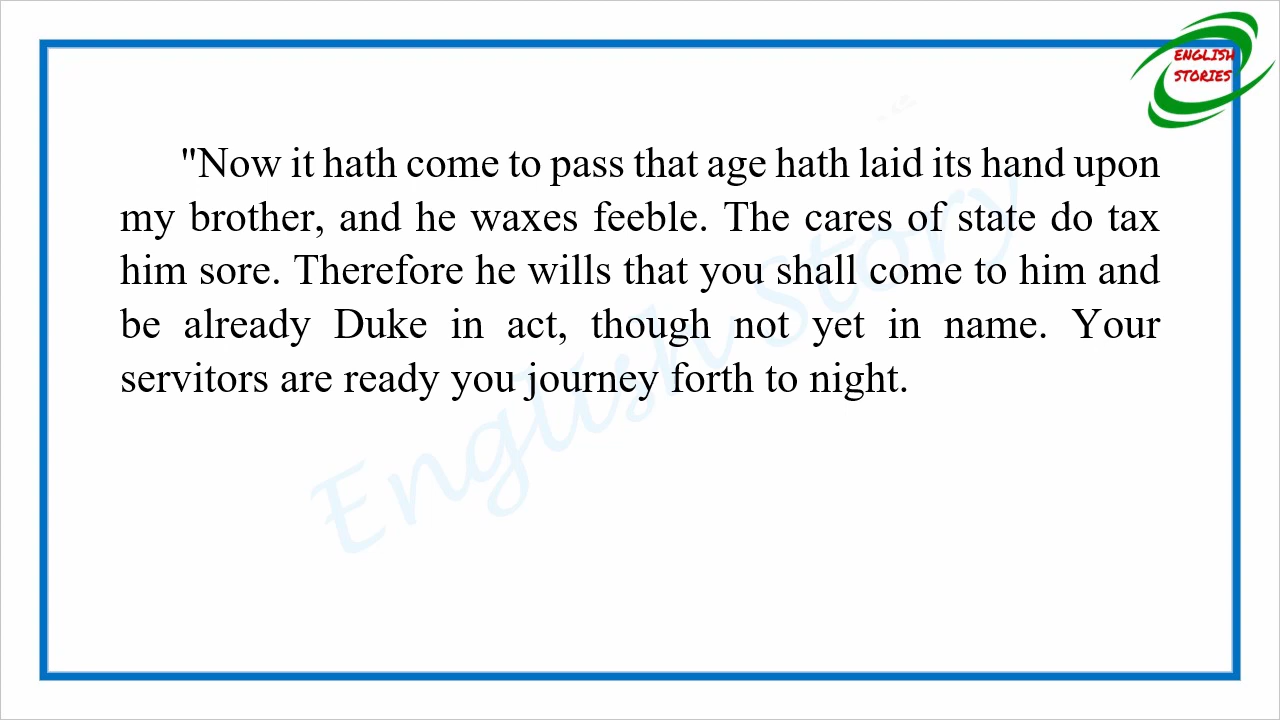 ENGLISH
STORIES
"Now it hath come to pass that age hath laid its hand upon
my brother, and he waxes feeble. The cares of state do tax
him sore. Therefore he wills that you shall come to him and
be already Duke in act, though not yet in name. Your
servitors are ready you journey forth to night.
English Story